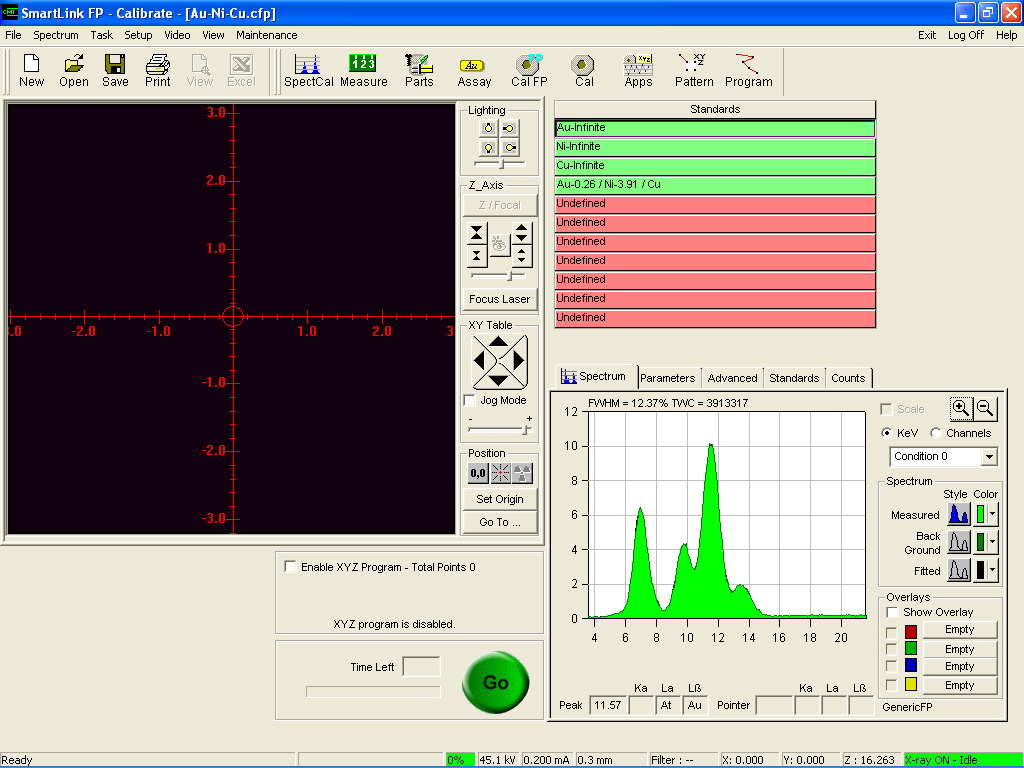 SmartLink FP - Calibrate - [Au-Ni-Cu.cfp]
File Spectrum Task Setup Video View Maintenance Exit Log Off Help
New Open Save Print View Excel SpectCal Measure Parts Assay Cal FP Cal Apps Pattern Program
3.0
2.0
1.0
:.0 -2.0 -1.0 1.0 2.0 3
-1.0
-2.0
-3.0
Lighting
Z_Axis
Z / Focal
Focus Laser
XY Table
Jog Mode
- +
Position
0,0
Set Origin
Go To ...
Standards
Au-Infinite
Ni-Infinite
Cu-Infinite
Au-0.26 / Ni-3.91 / Cu
Undefined
Undefined
Undefined
Undefined
Undefined
Undefined
Undefined
Spectrum Parameters Advanced Standards Counts
FWHM = 12.37% TWC = 3913317
12
10
8
6
4
2
0
4 6 8 10 12 14 16 18 20
Scale
KeV Channels
Condition 0
Spectrum
Style Color
Measured
Back
Ground
Fitted
Overlays
Show Overlay
Empty
Empty
Empty
Empty
GenericFP
Ka La Lß Ka La Lß
Peak 11.57 At Au Pointer
Enable XYZ Program - Total Points 0
XYZ program is disabled.
Time Left
Go
Ready 0% 45.1 kV 0.200 mA 0.3 mm Filter : -- X: 0.000 Y: 0.000 Z : 16.263 X-ray ON - Idle